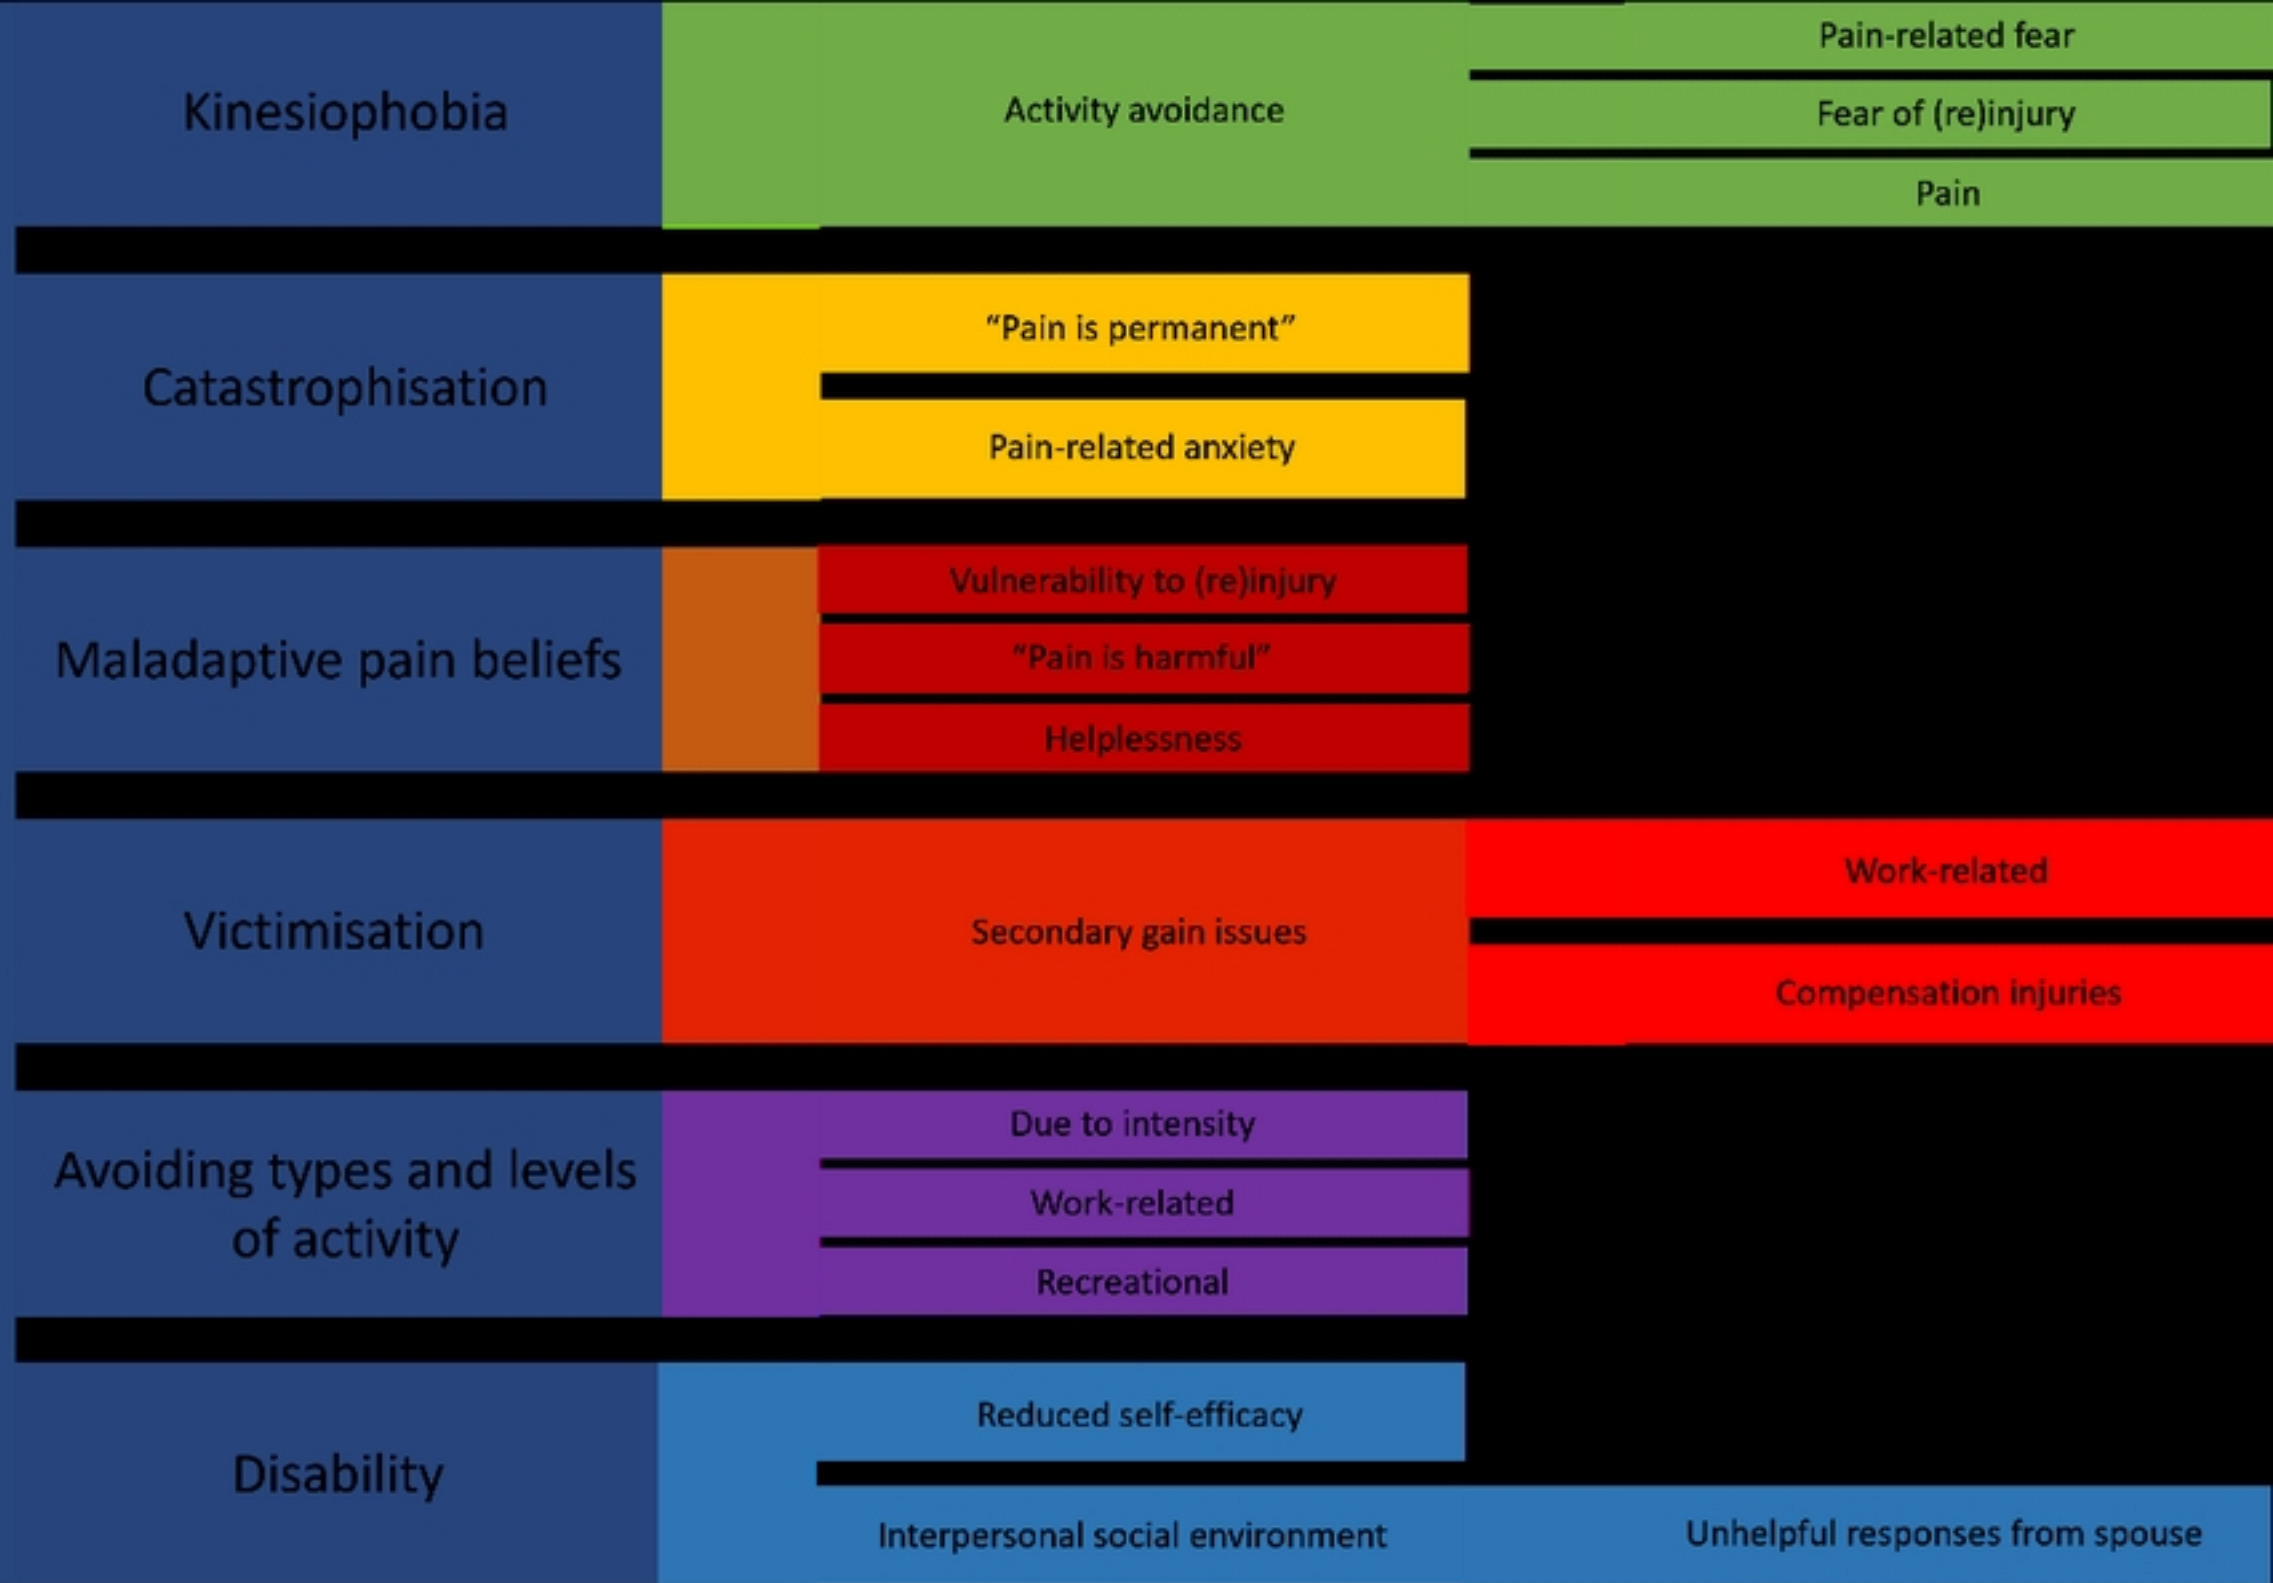 Kinesiophobia
Activity avoidance
Pain-related fear
Fear of (re)injury
Pain
Catastrophisation
“Pain is permanent”
Pain-related anxiety
Maladaptive pain beliefs
Vulnerability to (re)injury
“Pain is harmful”
Helplessness
Victimisation
Secondary gain issues
Work-related
Compensation injuries
Avoiding types and levels
of activity
Due to intensity
Work-related
Recreational
Disability
Reduced self-efficacy
Interpersonal social environment
Unhelpful responses from spouse